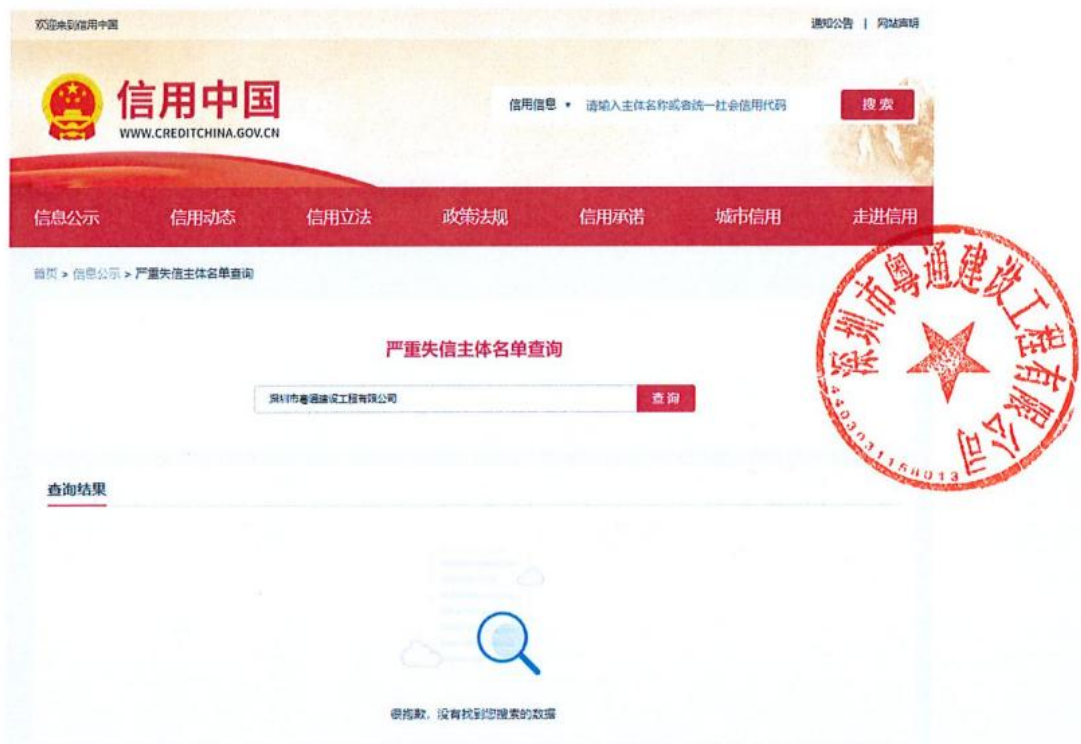 欢迎来到信用中国
通知公告 | 网站声明
信用中国
WWW.CREDITCHINA.GOV.CN
信用信息 请输入主体名称或者统一社会信用代码 搜索
信息公示 信用动态 信用立法 政策法规 信用承诺 城市信用 走进信用
首页 > 信息公示 > 严重失信主体名单查询
严重失信主体名单查询
深圳市粤通建设工程有限公司 查询
深圳市粤通建设工程有限公司
查询结果
很抱歉，没有找到您搜索的数据